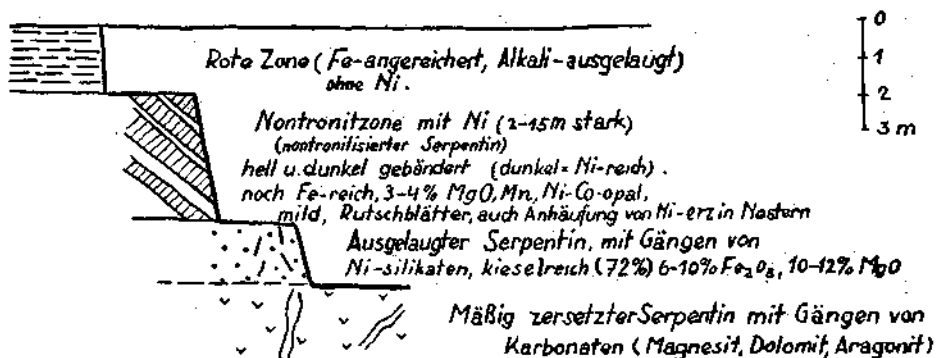 0
1
2
3 m
Rote Zone (Fe-angereichert, Alkali-ausgelaugt)
ohne Ni.
Nontronitzone mit Ni (2-15m stark)
(nontronitisierter Serpentin)
hell u. dunkel gebändert (dunkel= Ni-reich).
noch Fe-reich, 3-4% MgO, Mn, Ni-Co-opal,
mild, Rutschblätter, auch Anhäufung von Ni-erz in Nestern
Ausgelaugter Serpentin, mit Gängen von
Ni-silikaten, kieselreich (72%) 6-10% Fe₂O₃, 10-12% MgO
Mäßig zersetzter Serpentin mit Gängen von
Karbonaten (Magnesit, Dolomit, Aragonit)